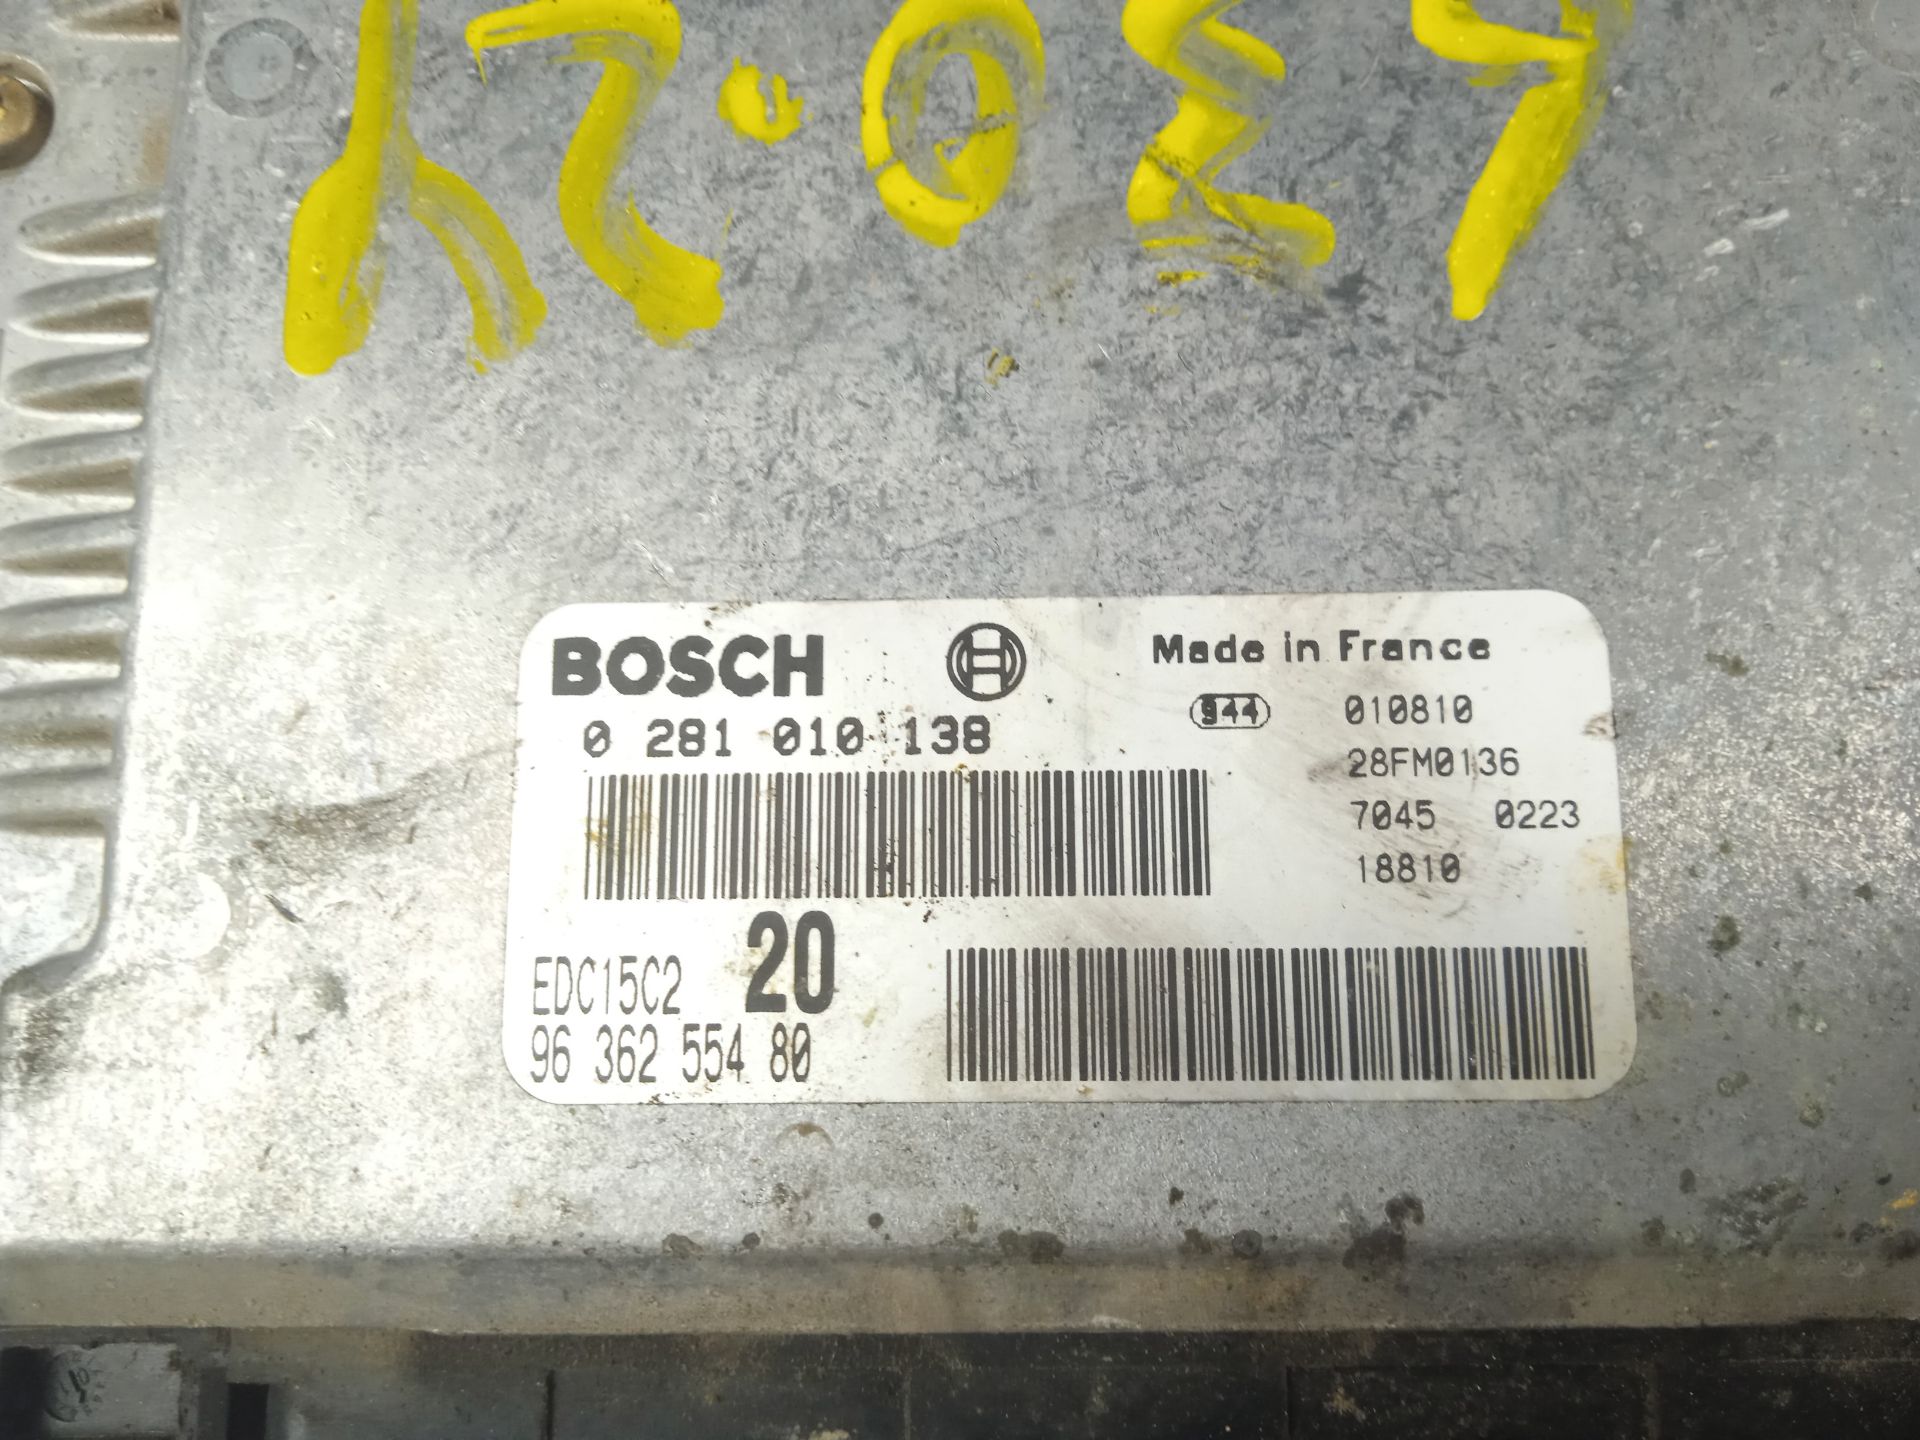 BOSCH
Made in France
0 281 010 138
944 010810
28FM0136
7045 0223
18810
EDC15C2 20
96 362 554 80